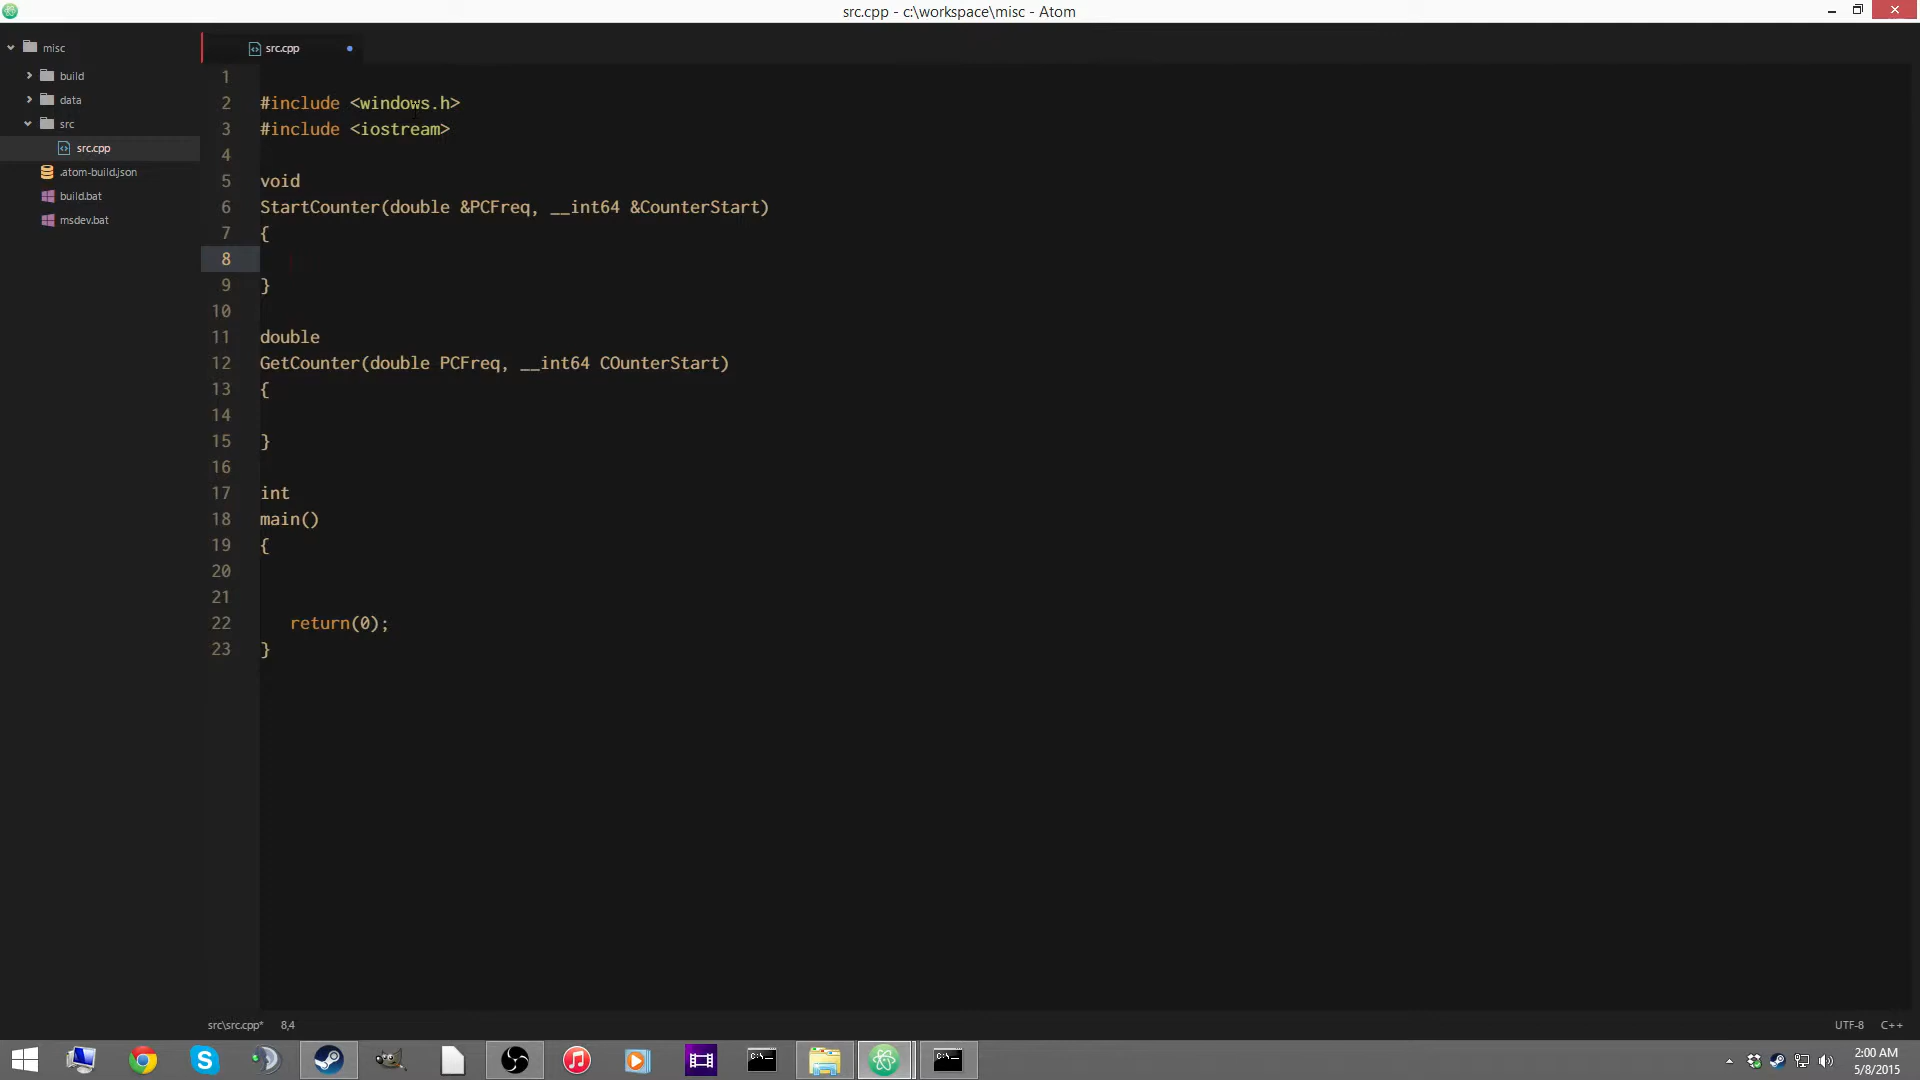 src.cpp - c:\workspace\misc - Atom
misc
build
data
src
src.cpp
.atom-build.json
build.bat
msdev.bat
src.cpp
1
2 #include <windows.h>
3 #include <iostream>
4
5 void
6 StartCounter(double &PCFreq, __int64 &CounterStart)
7 {
8
9 }
10
11 double
12 GetCounter(double PCFreq, __int64 COunterStart)
13 {
14
15 }
16
17 int
18 main()
19 {
20
21
22 return(0);
23 }
src\src.cpp* 8,4
UTF-8 C++
C:\_
C:\_
2:00 AM
5/8/2015